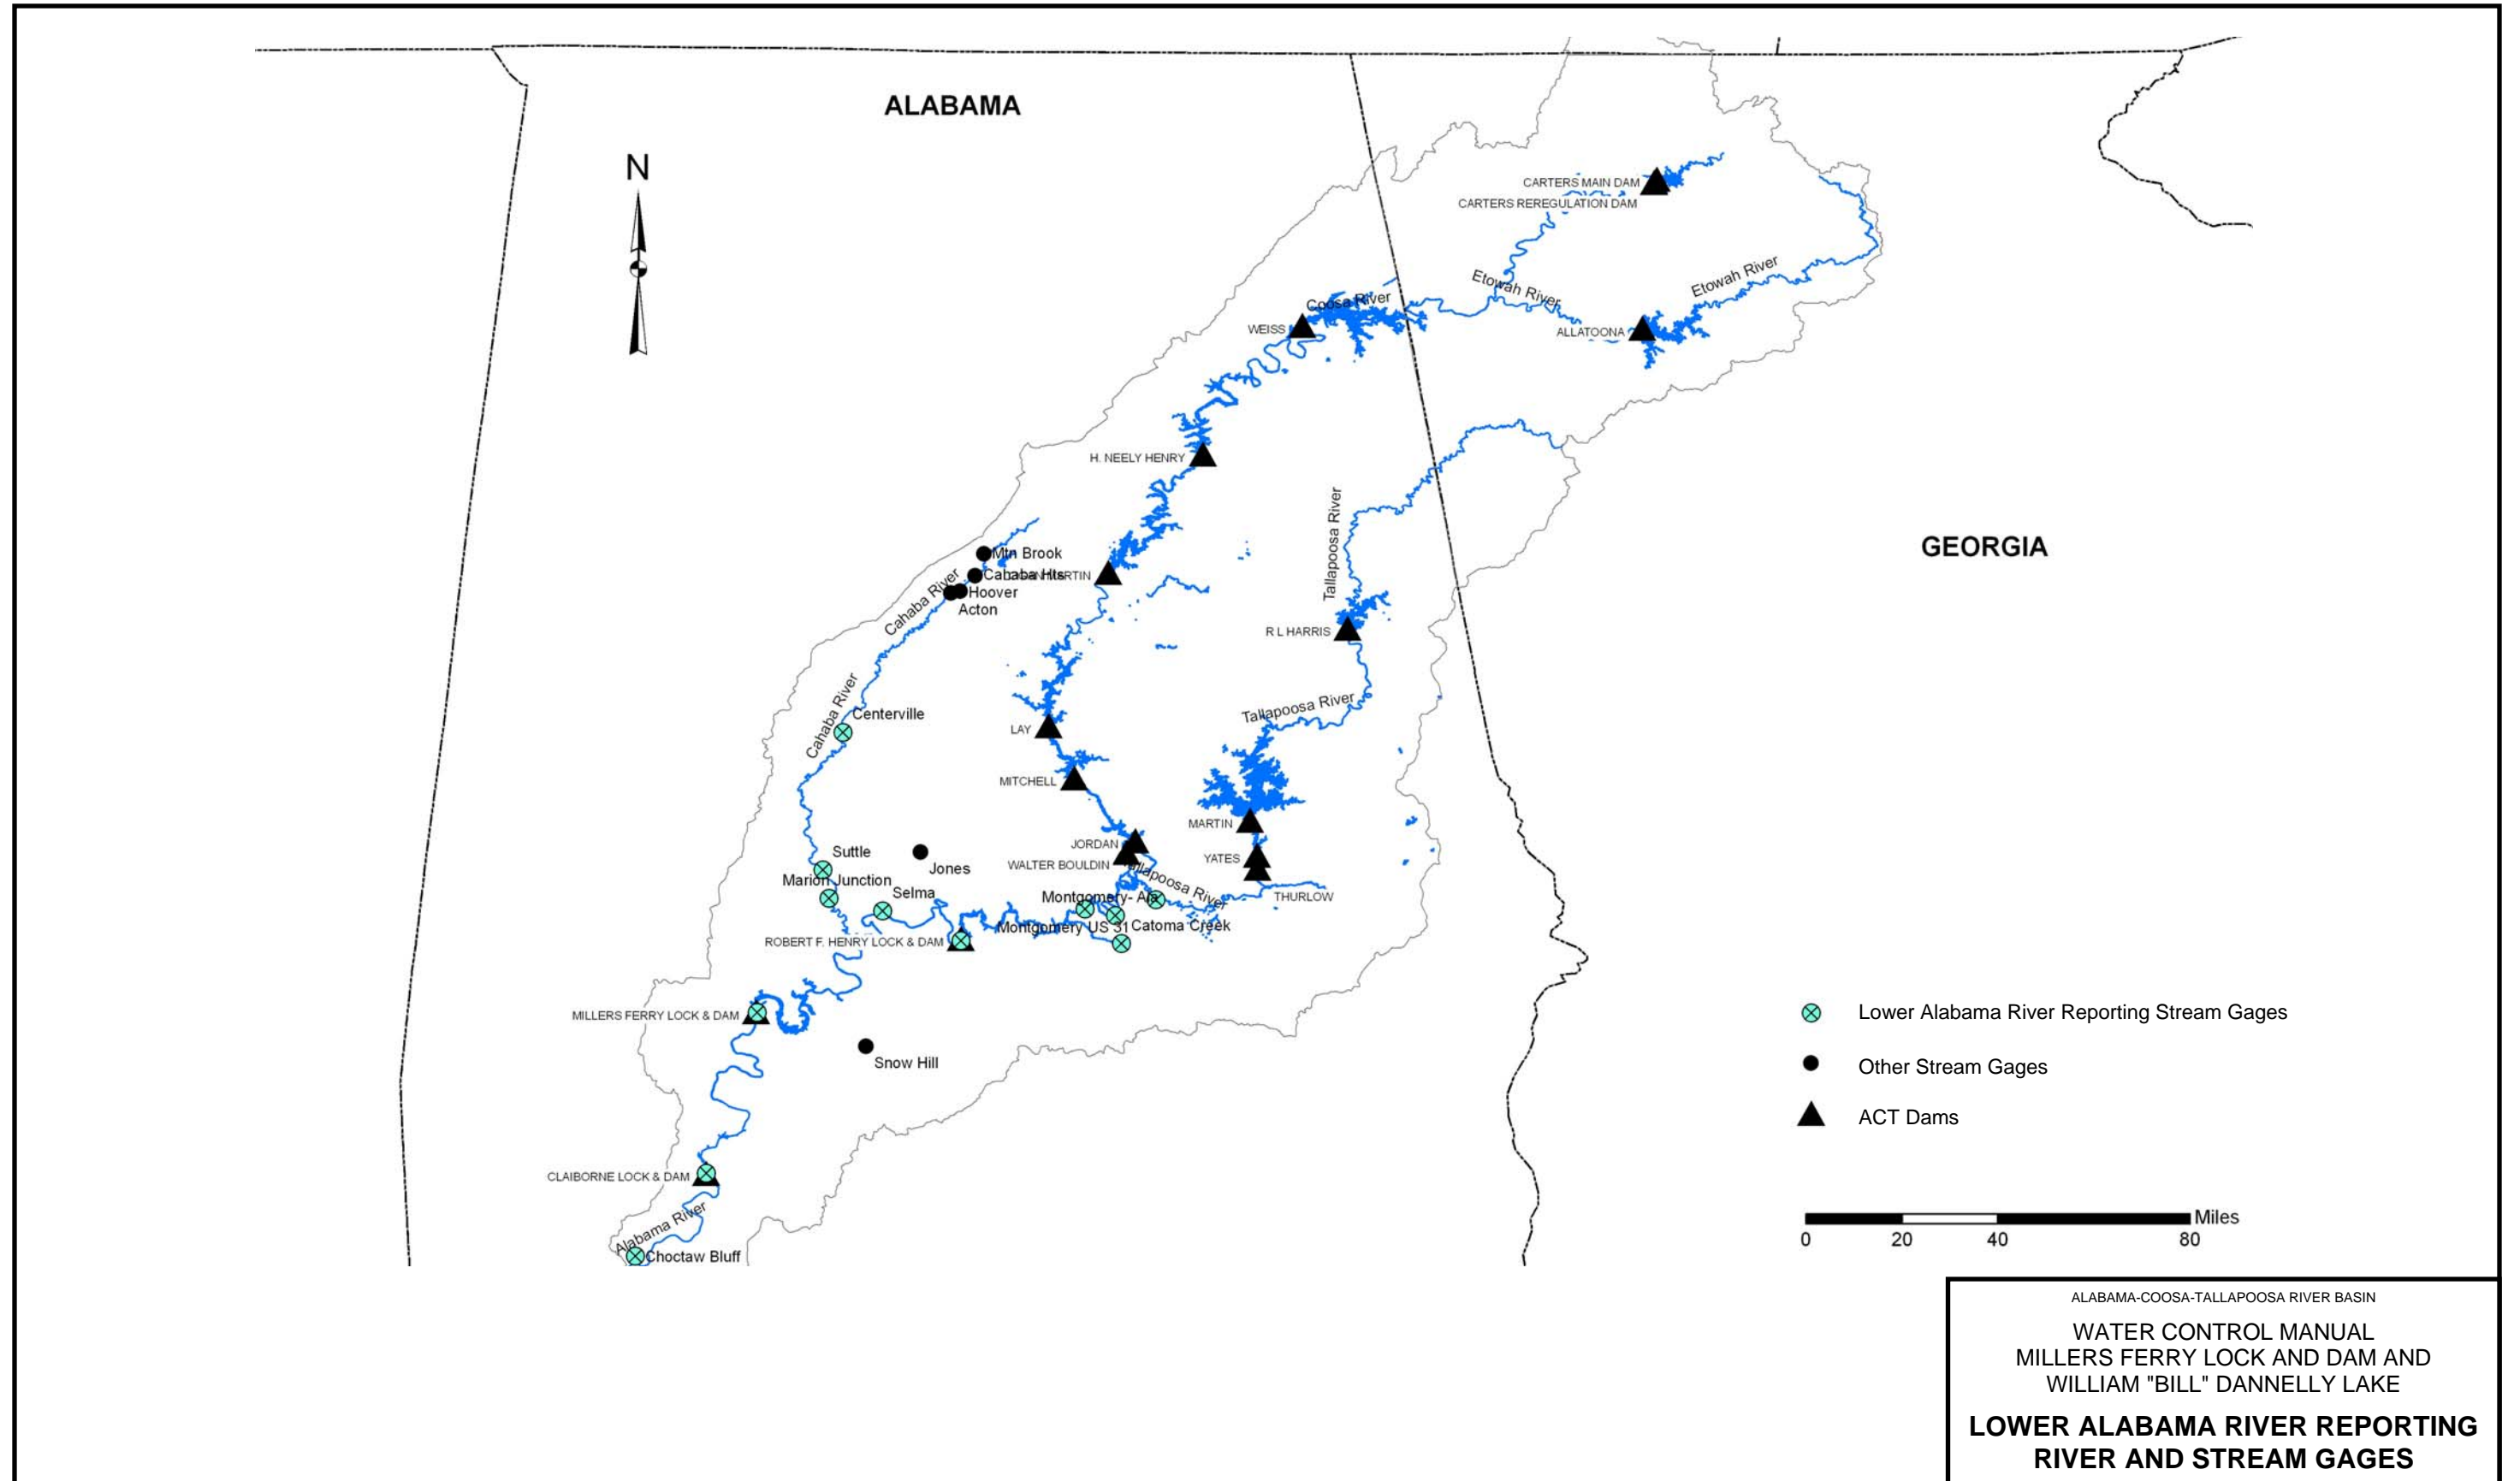 ALABAMA
N
CARTERS MAIN DAM
CARTERS REREGULATION DAM
Etowah River
Etowah River
Coosa River
WEISS
ALLATOONA
H. NEELY HENRY
Tallapoosa River
GEORGIA
Mtn Brook
Cahaba Hts
MARTIN
Hoover
Acton
Cahaba River
R L HARRIS
Cahaba River
Tallapoosa River
Centerville
LAY
MITCHELL
MARTIN
JORDAN
WALTER BOULDIN
YATES
THURLOW
Tallapoosa River
Suttle
Jones
Marion Junction
Selma
Montgomery- Ala
Montgomery US 31
Catoma Creek
ROBERT F. HENRY LOCK & DAM
MILLERS FERRY LOCK & DAM
Snow Hill
CLAIBORNE LOCK & DAM
Alabama River
Choctaw Bluff
Lower Alabama River Reporting Stream Gages
Other Stream Gages
ACT Dams
Miles
0 20 40 80
ALABAMA-COOSA-TALLAPOOSA RIVER BASIN
WATER CONTROL MANUAL
MILLERS FERRY LOCK AND DAM AND
WILLIAM "BILL" DANNELLY LAKE
LOWER ALABAMA RIVER REPORTING
RIVER AND STREAM GAGES